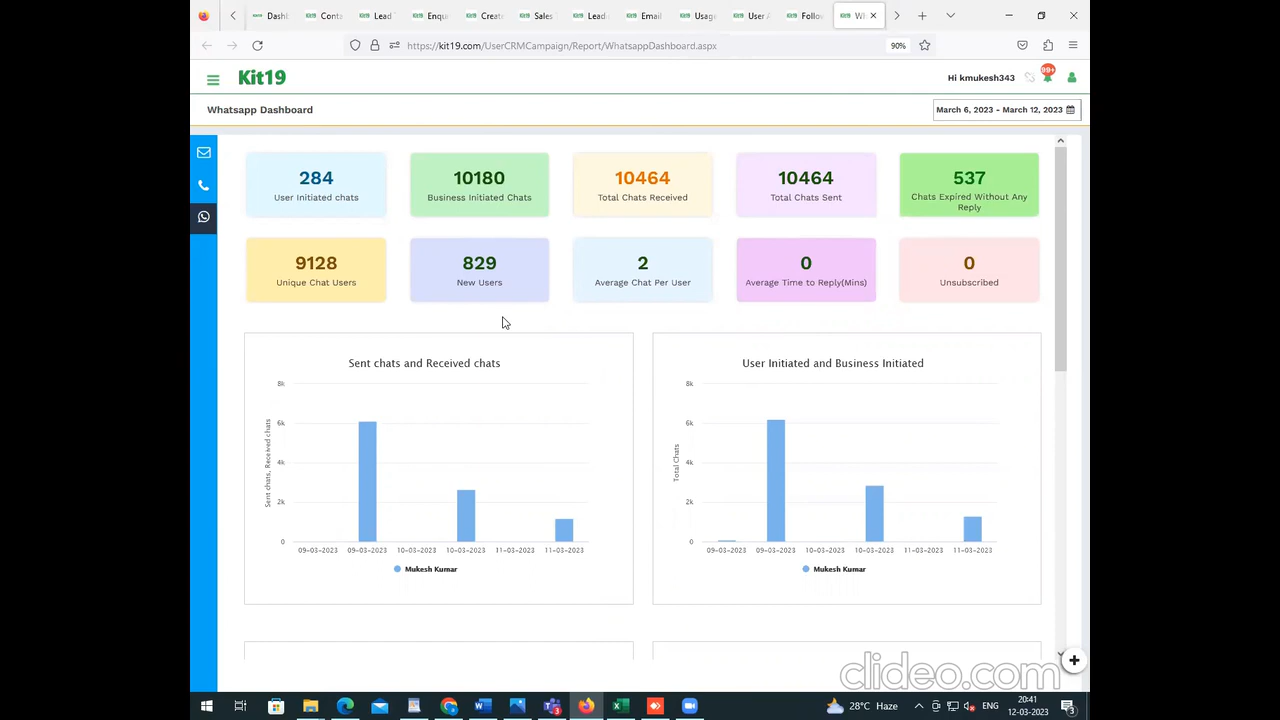 Dashb
Conta
Lead
Enqui
Creat
Sales
Lead
Email
Usage
User A
Follov
Wh
https://kit19.com/UserCRMCampaign/Report/WhatsappDashboard.aspx
90%
Kit19
Hi kmukesh343
99+
Whatsapp Dashboard
March 6, 2023 - March 12, 2023
284
User Initiated chats
10180
Business Initiated Chats
10464
Total Chats Received
10464
Total Chats Sent
537
Chats Expired Without Any
Reply
9128
Unique Chat Users
829
New Users
2
Average Chat Per User
0
Average Time to Reply(Mins)
0
Unsubscribed
Sent chats and Received chats
8k
6k
4k
2k
0
Sent chats, Received chats
09-03-2023 09-03-2023 10-03-2023 10-03-2023 11-03-2023 11-03-2023
Mukesh Kumar
User Initiated and Business Initiated
8k
6k
4k
2k
0
Total Chats
09-03-2023 09-03-2023 10-03-2023 10-03-2023 11-03-2023 11-03-2023
Mukesh Kumar
clideo.com
28°C Haze
ENG
20:41
12-03-2023
3